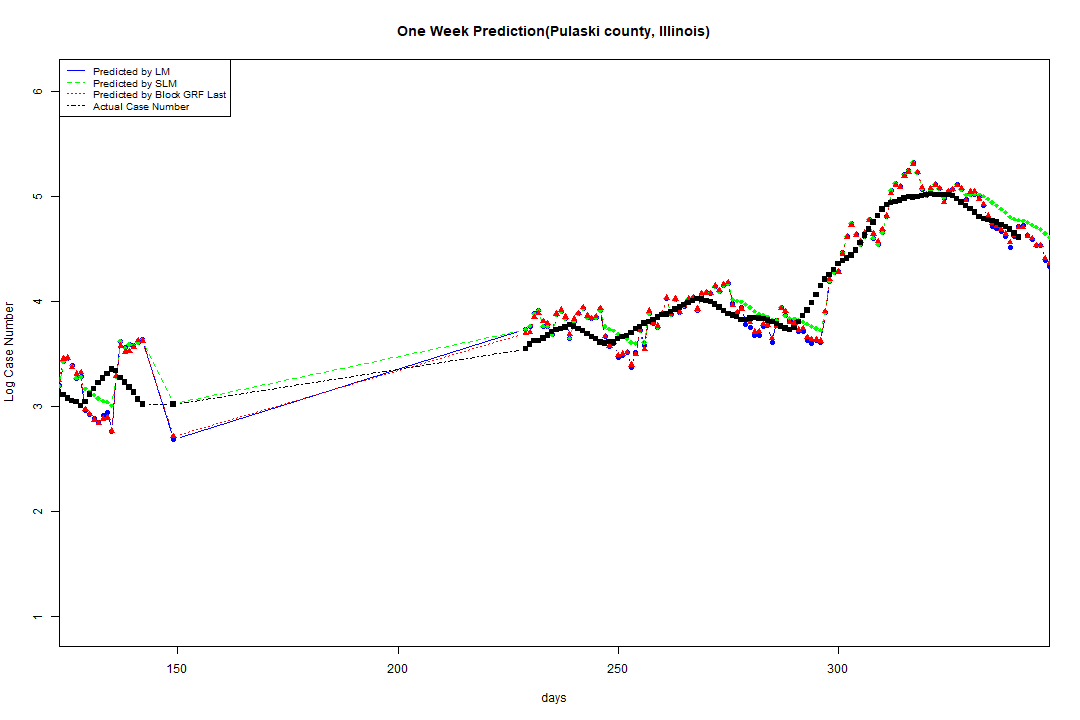 One Week Prediction(Pulaski county, Illinois)
Predicted by LM
Predicted by SLM
Predicted by Block GRF Last
Actual Case Number
6
5
4
3
2
1
Log Case Number
150 200 250 300
days